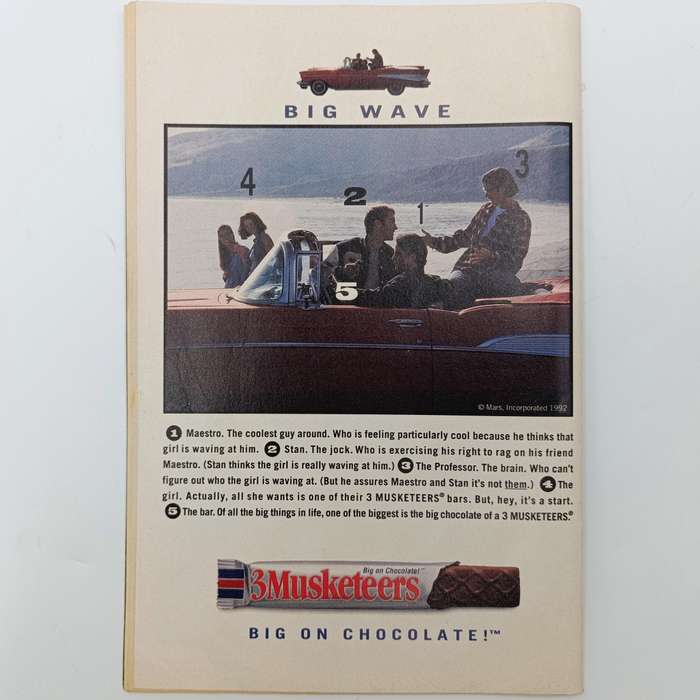 BIG WAVE
4
3
2
1
5
© Mars, Incorporated 1992
1 Maestro. The coolest guy around. Who is feeling particularly cool because he thinks that
girl is waving at him. 2 Stan. The jock. Who is exercising his right to rag on his friend
Maestro. (Stan thinks the girl is really waving at him.) 3 The Professor. The brain. Who can't
figure out who the girl is waving at. (But he assures Maestro and Stan it's not them.) 4 The
girl. Actually, all she wants is one of their 3 MUSKETEERS® bars. But, hey, it's a start.
5 The bar. Of all the big things in life, one of the biggest is the big chocolate of a 3 MUSKETEERS.®
Big on Chocolate!™
3Musketeers
BIG ON CHOCOLATE!™